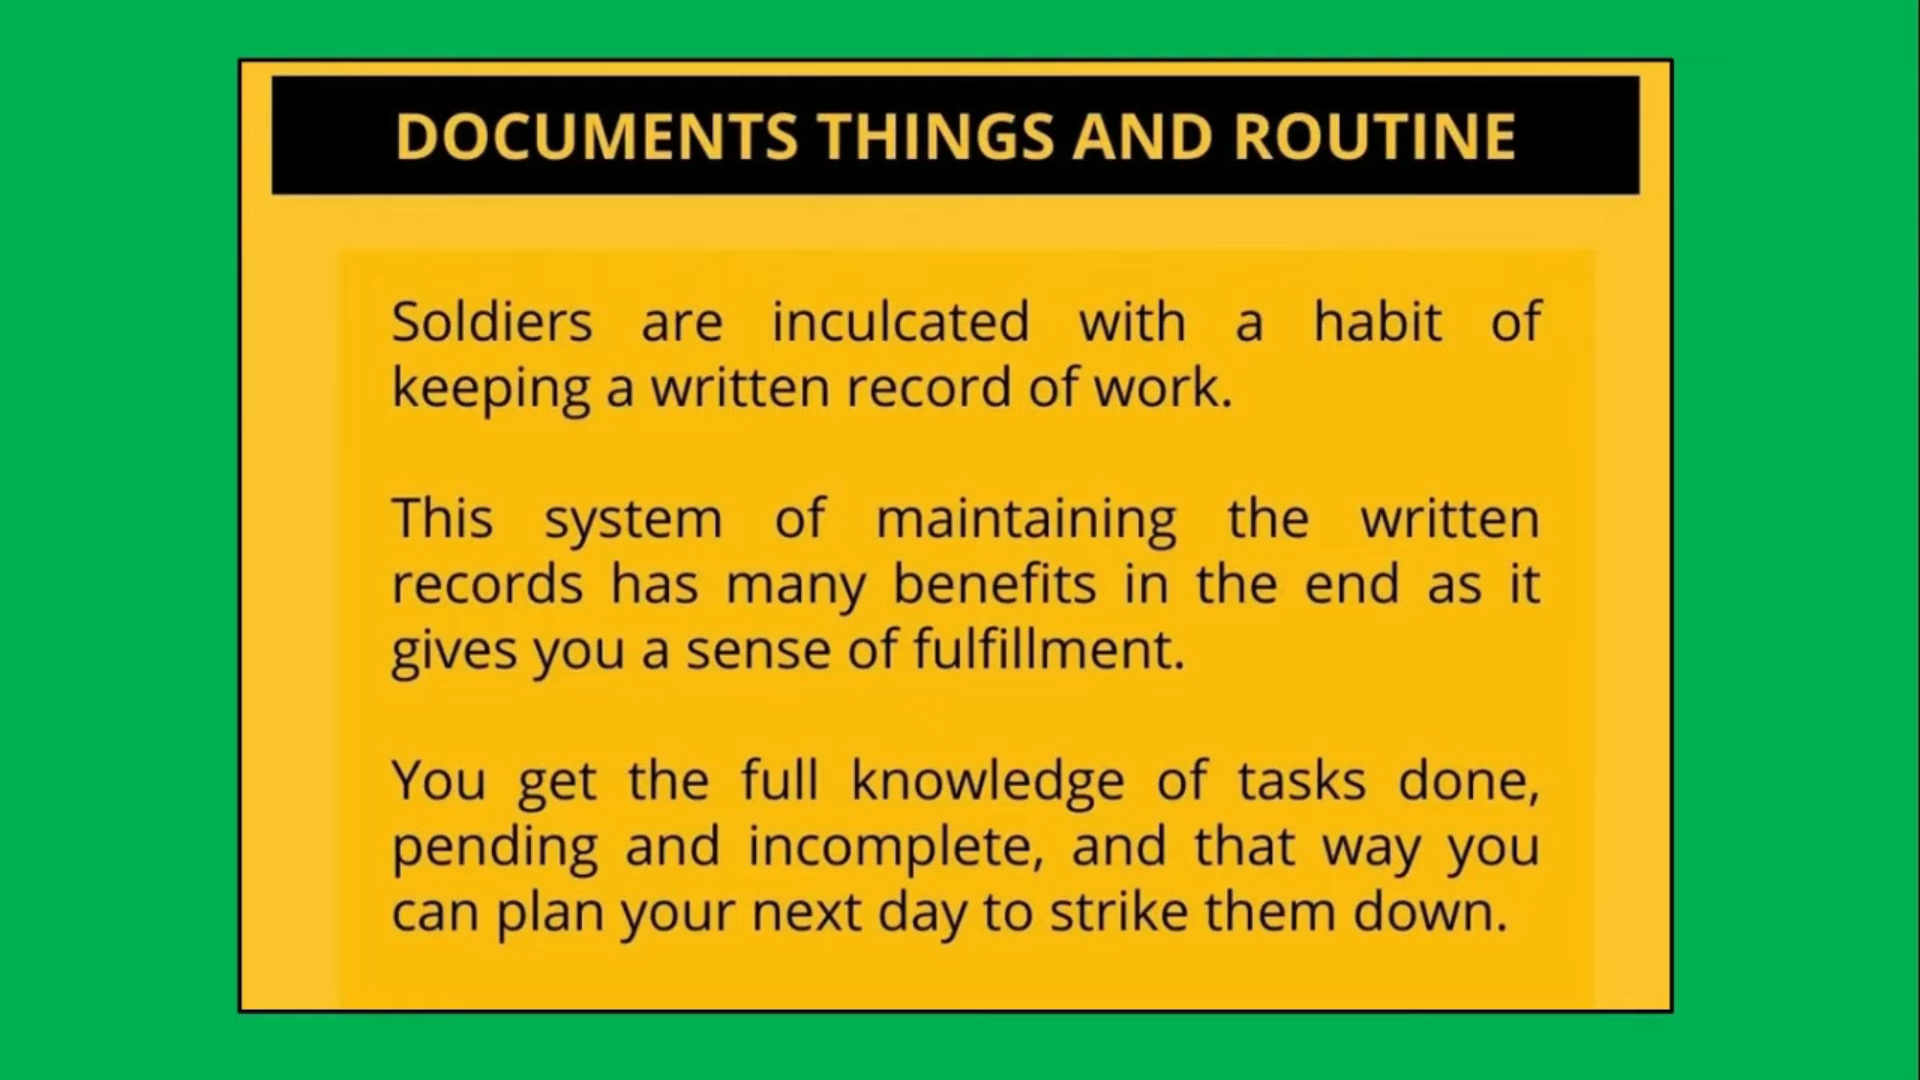 DOCUMENTS THINGS AND ROUTINE
Soldiers are inculcated with a habit of
keeping a written record of work.
This system of maintaining the written
records has many benefits in the end as it
gives you a sense of fulfillment.
You get the full knowledge of tasks done,
pending and incomplete, and that way you
can plan your next day to strike them down.